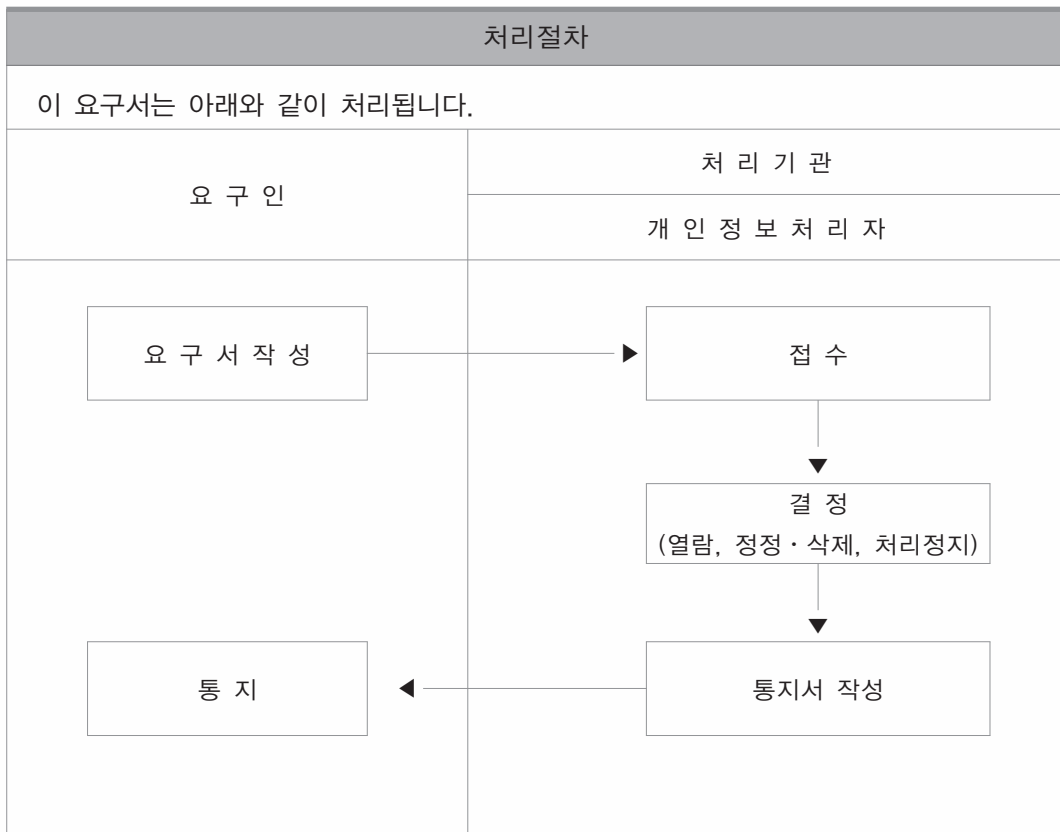 처리절차
이 요구서는 아래와 같이 처리됩니다.
요 구 인
처 리 기 관
개 인 정 보 처 리 자
요 구 서 작 성
접 수
결 정
(열람, 정정 · 삭제, 처리정지)
통 지
통지서 작성